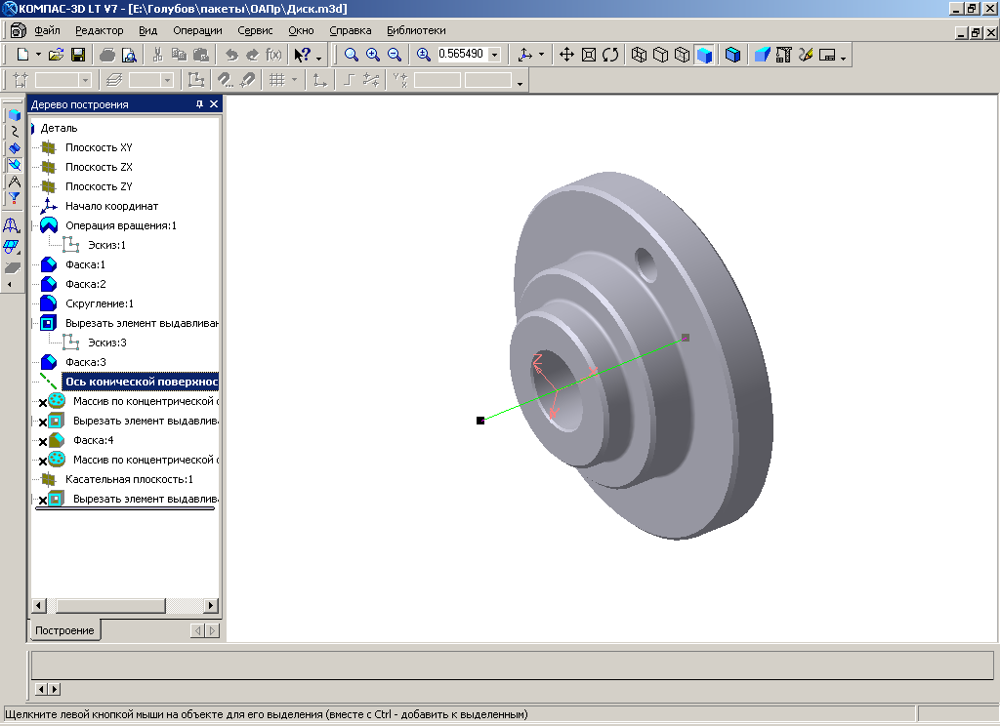 КОМПАС-3D LT V7 - [E:\Голубов\пакеты\ОАПр\Диск.m3d]
Файл Редактор Вид Операции Сервис Окно Справка Библиотеки
f(x) 0.565490
Дерево построения
Деталь
Плоскость XY
Плоскость ZX
Плоскость ZY
Начало координат
Операция вращения:1
Эскиз:1
Фаска:1
Фаска:2
Скругление:1
Вырезать элемент выдавливан
Эскиз:3
Фаска:3
Ось конической поверхнос
Массив по концентрической с
Вырезать элемент выдавлива
Фаска:4
Массив по концентрической с
Касательная плоскость:1
Вырезать элемент выдавлива
Z
Построение
Щелкните левой кнопкой мыши на объекте для его выделения (вместе с Ctrl - добавить к выделенным)